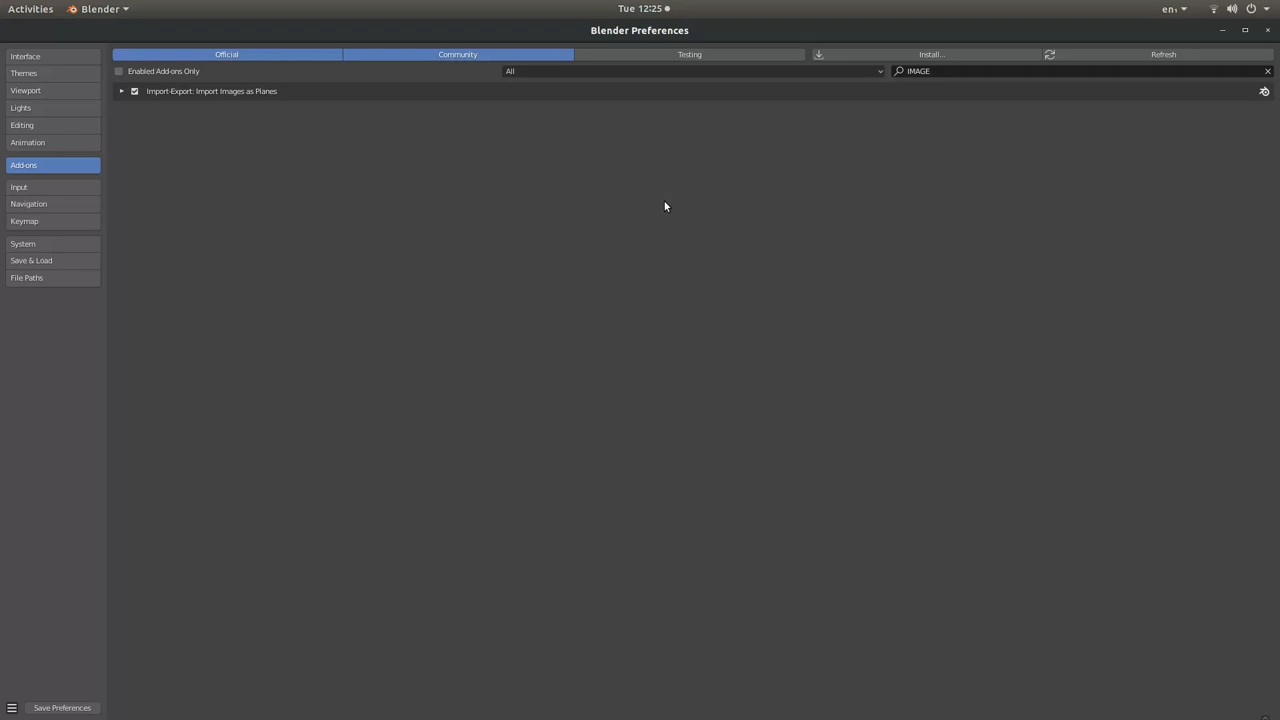 Activities Blender Tue 12:25 en₁
Blender Preferences
Interface
Themes
Viewport
Lights
Editing
Animation
Add-ons
Input
Navigation
Keymap
System
Save & Load
File Paths
Official Community Testing Install... Refresh
Enabled Add-ons Only All IMAGE
Import-Export: Import Images as Planes
Save Preferences